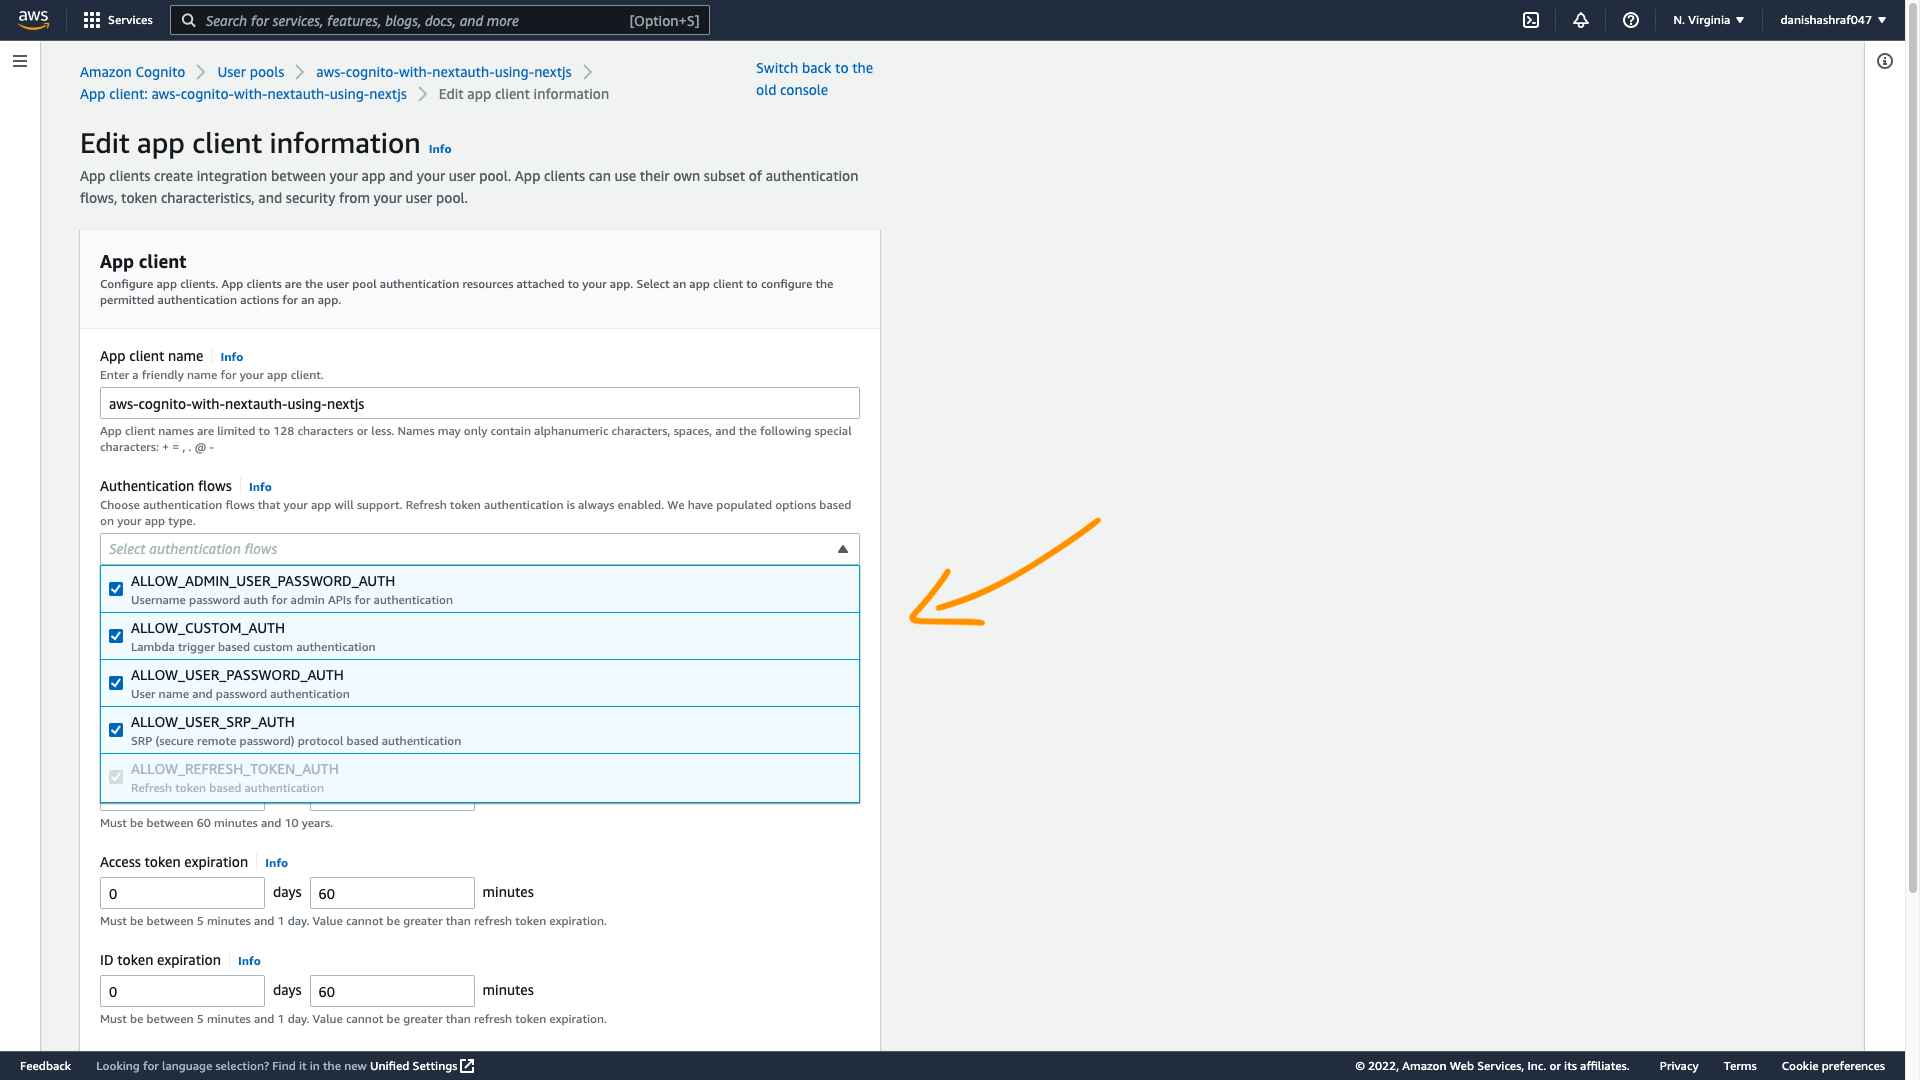 aws
Services
Search for services, features, blogs, docs, and more
[Option+S]
N. Virginia
danishashraf047
Amazon Cognito
User pools
aws-cognito-with-nextauth-using-nextjs
App client: aws-cognito-with-nextauth-using-nextjs
Edit app client information
Switch back to the
old console
Edit app client information Info
App clients create integration between your app and your user pool. App clients can use their own subset of authentication
flows, token characteristics, and security from your user pool.
App client
Configure app clients. App clients are the user pool authentication resources attached to your app. Select an app client to configure the
permitted authentication actions for an app.
App client name Info
Enter a friendly name for your app client.
aws-cognito-with-nextauth-using-nextjs
App client names are limited to 128 characters or less. Names may only contain alphanumeric characters, spaces, and the following special
characters: + = , . @ -
Authentication flows Info
Choose authentication flows that your app will support. Refresh token authentication is always enabled. We have populated options based
on your app type.
Select authentication flows
ALLOW_ADMIN_USER_PASSWORD_AUTH
Username password auth for admin APIs for authentication
ALLOW_CUSTOM_AUTH
Lambda trigger based custom authentication
ALLOW_USER_PASSWORD_AUTH
User name and password authentication
ALLOW_USER_SRP_AUTH
SRP (secure remote password) protocol based authentication
ALLOW_REFRESH_TOKEN_AUTH
Refresh token based authentication
Must be between 60 minutes and 10 years.
Access token expiration Info
0 days 60 minutes
Must be between 5 minutes and 1 day. Value cannot be greater than refresh token expiration.
ID token expiration Info
0 days 60 minutes
Must be between 5 minutes and 1 day. Value cannot be greater than refresh token expiration.
Feedback
Looking for language selection? Find it in the new Unified Settings
© 2022, Amazon Web Services, Inc. or its affiliates.
Privacy
Terms
Cookie preferences